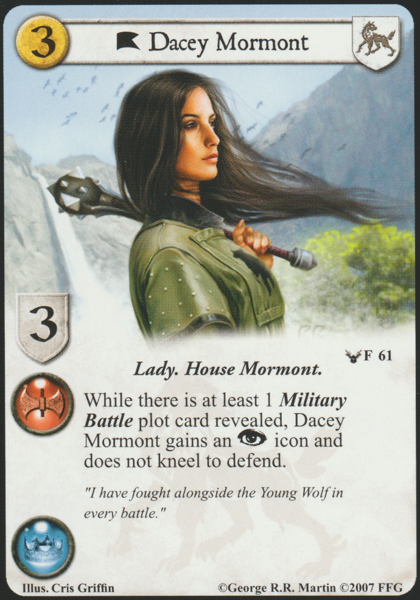 3
Dacey Mormont
3
Lady. House Mormont.
F 61
While there is at least 1 Military
Battle plot card revealed, Dacey
Mormont gains an icon and
does not kneel to defend.
"I have fought alongside the Young Wolf in
every battle."
Illus. Cris Griffin
©George R.R. Martin ©2007 FFG